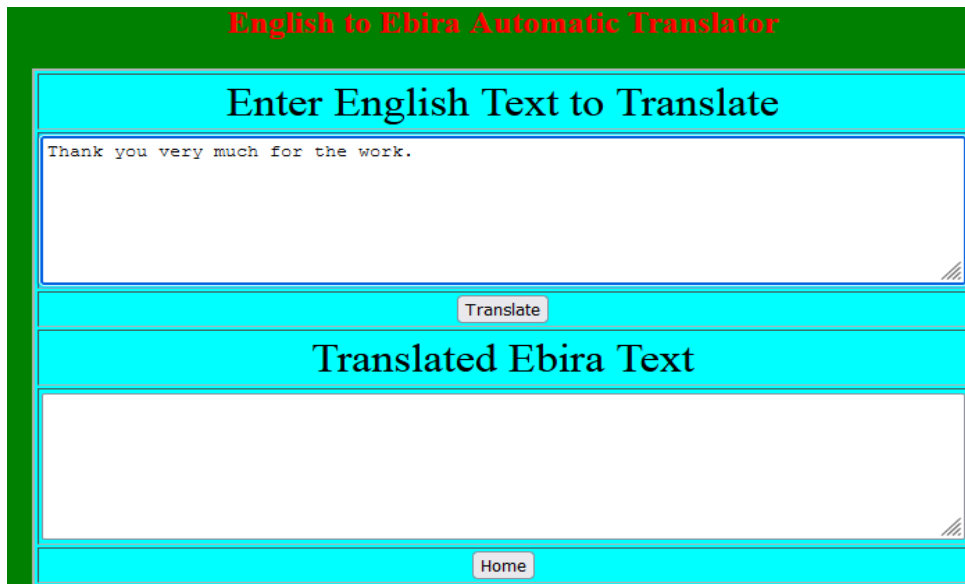 English to Ebira Automatic Translator
Enter English Text to Translate
Thank you very much for the work.
Translate
Translated Ebira Text
Home